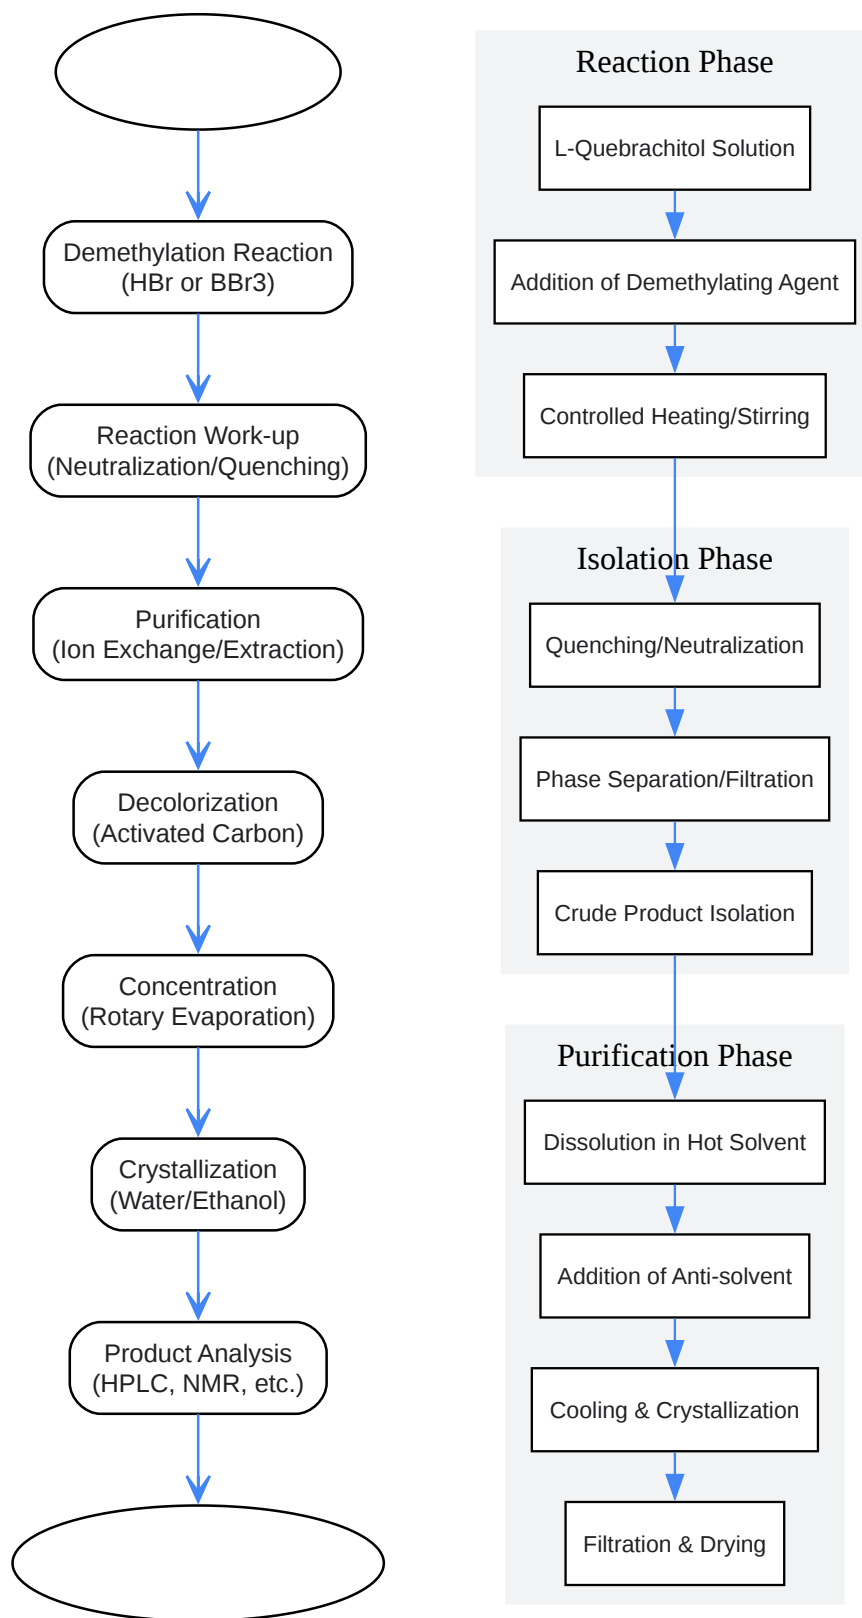 Demethylation Reaction
(HBr or BBr3)
Reaction Work-up
(Neutralization/Quenching)
Purification
(Ion Exchange/Extraction)
Decolorization
(Activated Carbon)
Concentration
(Rotary Evaporation)
Crystallization
(Water/Ethanol)
Product Analysis
(HPLC, NMR, etc.)
Reaction Phase
L-Quebrachitol Solution
Addition of Demethylating Agent
Controlled Heating/Stirring
Isolation Phase
Quenching/Neutralization
Phase Separation/Filtration
Crude Product Isolation
Purification Phase
Dissolution in Hot Solvent
Addition of Anti-solvent
Cooling & Crystallization
Filtration & Drying